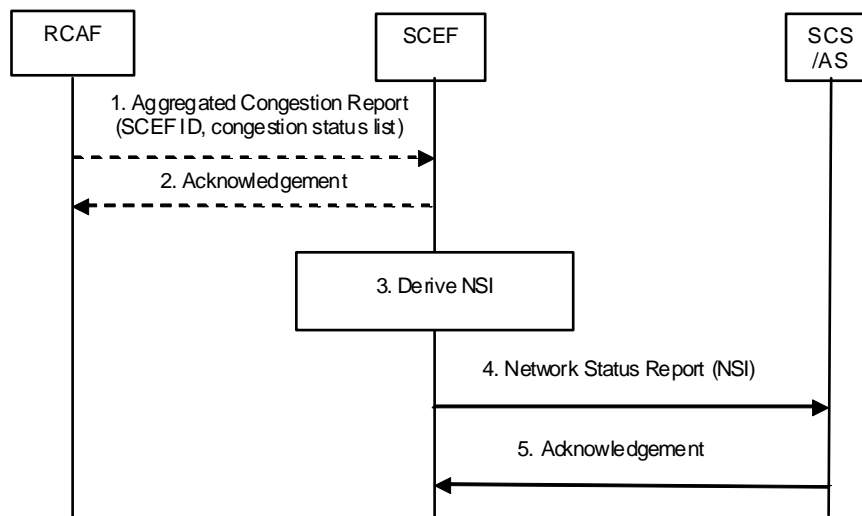 RCAF
SCEF
SCS
/AS
1. Aggregated Congestion Report
(SCEF ID, congestion status list)
2. Acknowledgement
3. Derive NSI
4. Network Status Report (NSI)
5. Acknowledgement